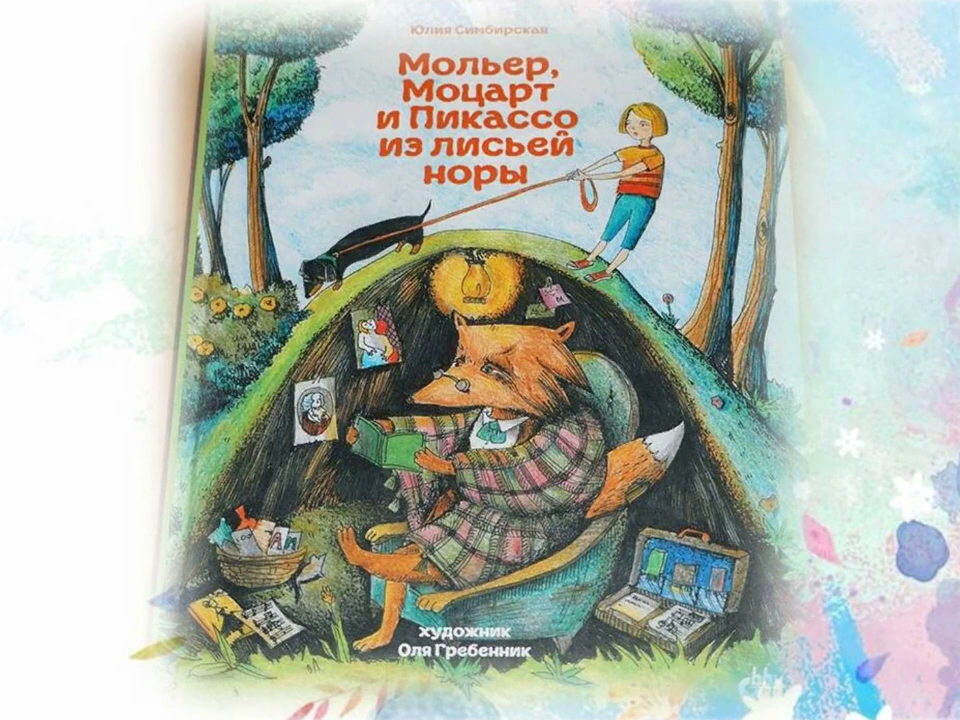 Юлия Симбирская
Мольер,
Моцарт
и Пикассо
из лисьей
норы
художник
Оля Гребенник